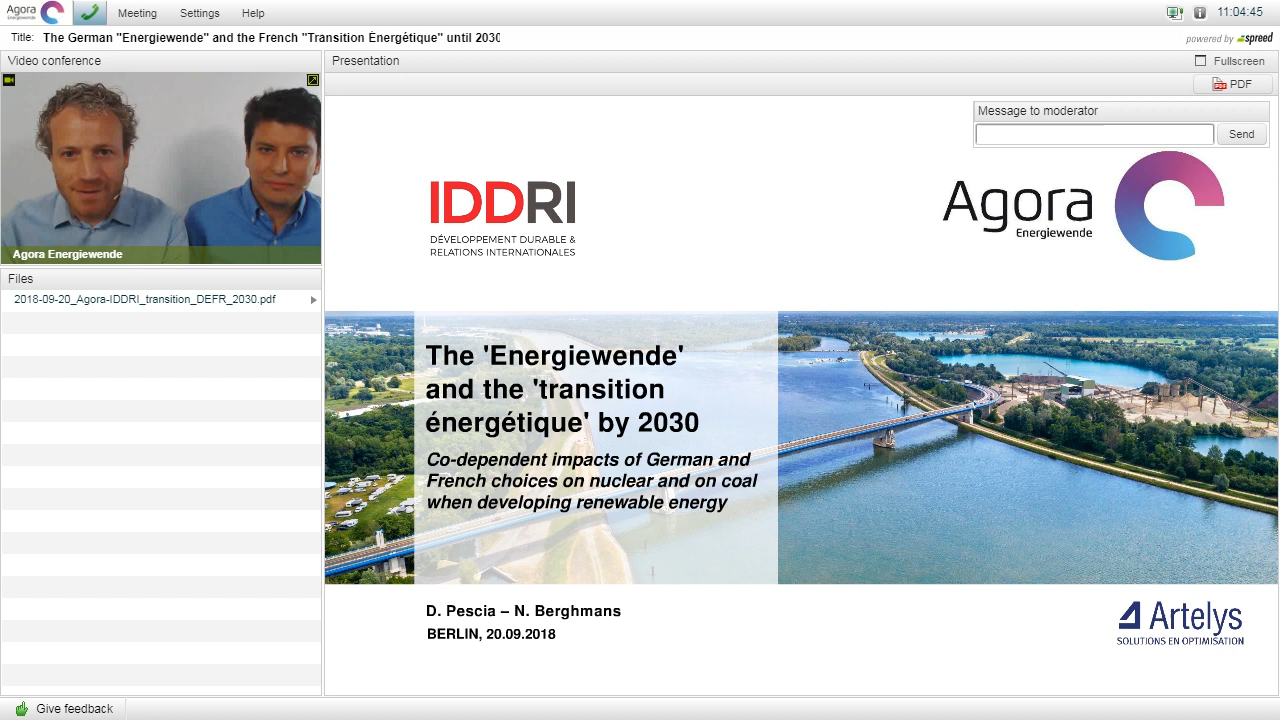 Agora
Energiewende
Meeting
Settings
Help
11:04:45
Title: The German "Energiewende" and the French "Transition Énergétique" until 2030
powered by spreed
Video conference
Presentation
Fullscreen
PDF
Message to moderator
Send
Agora Energiewende
Files
2018-09-20_Agora-IDDRI_transition_DEFR_2030.pdf
IDDRI
DÉVELOPPEMENT DURABLE &
RELATIONS INTERNATIONALES
Agora
Energiewende
The 'Energiewende'
and the 'transition
énergétique' by 2030
Co-dependent impacts of German and
French choices on nuclear and on coal
when developing renewable energy
D. Pescia – N. Berghmans
BERLIN, 20.09.2018
Artelys
SOLUTIONS EN OPTIMISATION
Give feedback